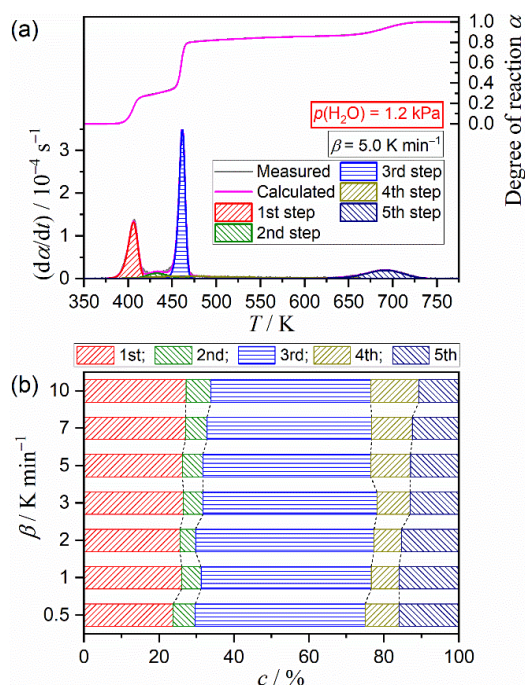 (a)
1.0
0.8
0.6
0.4
0.2
0.0
Degree of reaction α
p(H₂O) = 1.2 kPa
β = 5.0 K min⁻¹
3
2
1
0
(dα/dt) / 10⁻⁴ s⁻¹
Measured
Calculated
1st step
2nd step
3rd step
4th step
5th step
350 400 450 500 550 600 650 700 750
T / K
1st; 2nd; 3rd; 4th; 5th
(b)
10
7
5
3
2
1
0.5
β / K min⁻¹
0 20 40 60 80 100
c / %